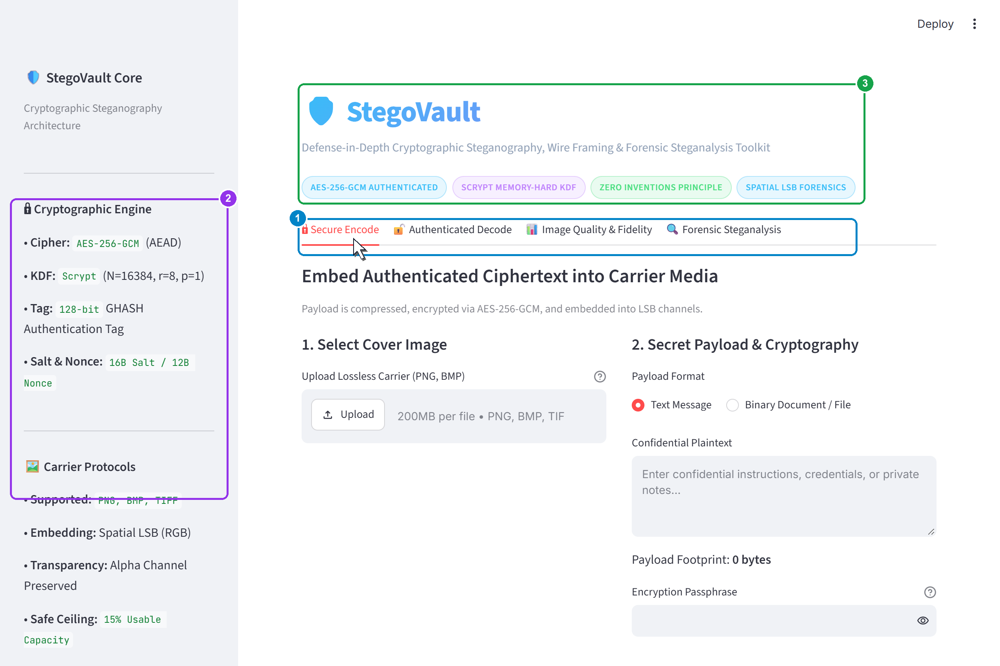 Deploy
StegoVault Core
Cryptographic Steganography
Architecture
2
Cryptographic Engine
• Cipher: AES-256-GCM (AEAD)
• KDF: Scrypt (N=16384, r=8, p=1)
• Tag: 128-bit GHASH
Authentication Tag
• Salt & Nonce: 16B Salt / 12B
Nonce
Carrier Protocols
• Supported: PNG, BMP, TIFF
• Embedding: Spatial LSB (RGB)
• Transparency: Alpha Channel
Preserved
• Safe Ceiling: 15% Usable
Capacity
3
StegoVault
Defense-in-Depth Cryptographic Steganography, Wire Framing & Forensic Steganalysis Toolkit
AES-256-GCM AUTHENTICATED SCRYPT MEMORY-HARD KDF ZERO INVENTIONS PRINCIPLE SPATIAL LSB FORENSICS
1
Secure Encode Authenticated Decode Image Quality & Fidelity Forensic Steganalysis
Embed Authenticated Ciphertext into Carrier Media
Payload is compressed, encrypted via AES-256-GCM, and embedded into LSB channels.
1. Select Cover Image
Upload Lossless Carrier (PNG, BMP)
Upload 200MB per file • PNG, BMP, TIF
2. Secret Payload & Cryptography
Payload Format
Text Message Binary Document / File
Confidential Plaintext
Enter confidential instructions, credentials, or private
notes...
Payload Footprint: 0 bytes
Encryption Passphrase